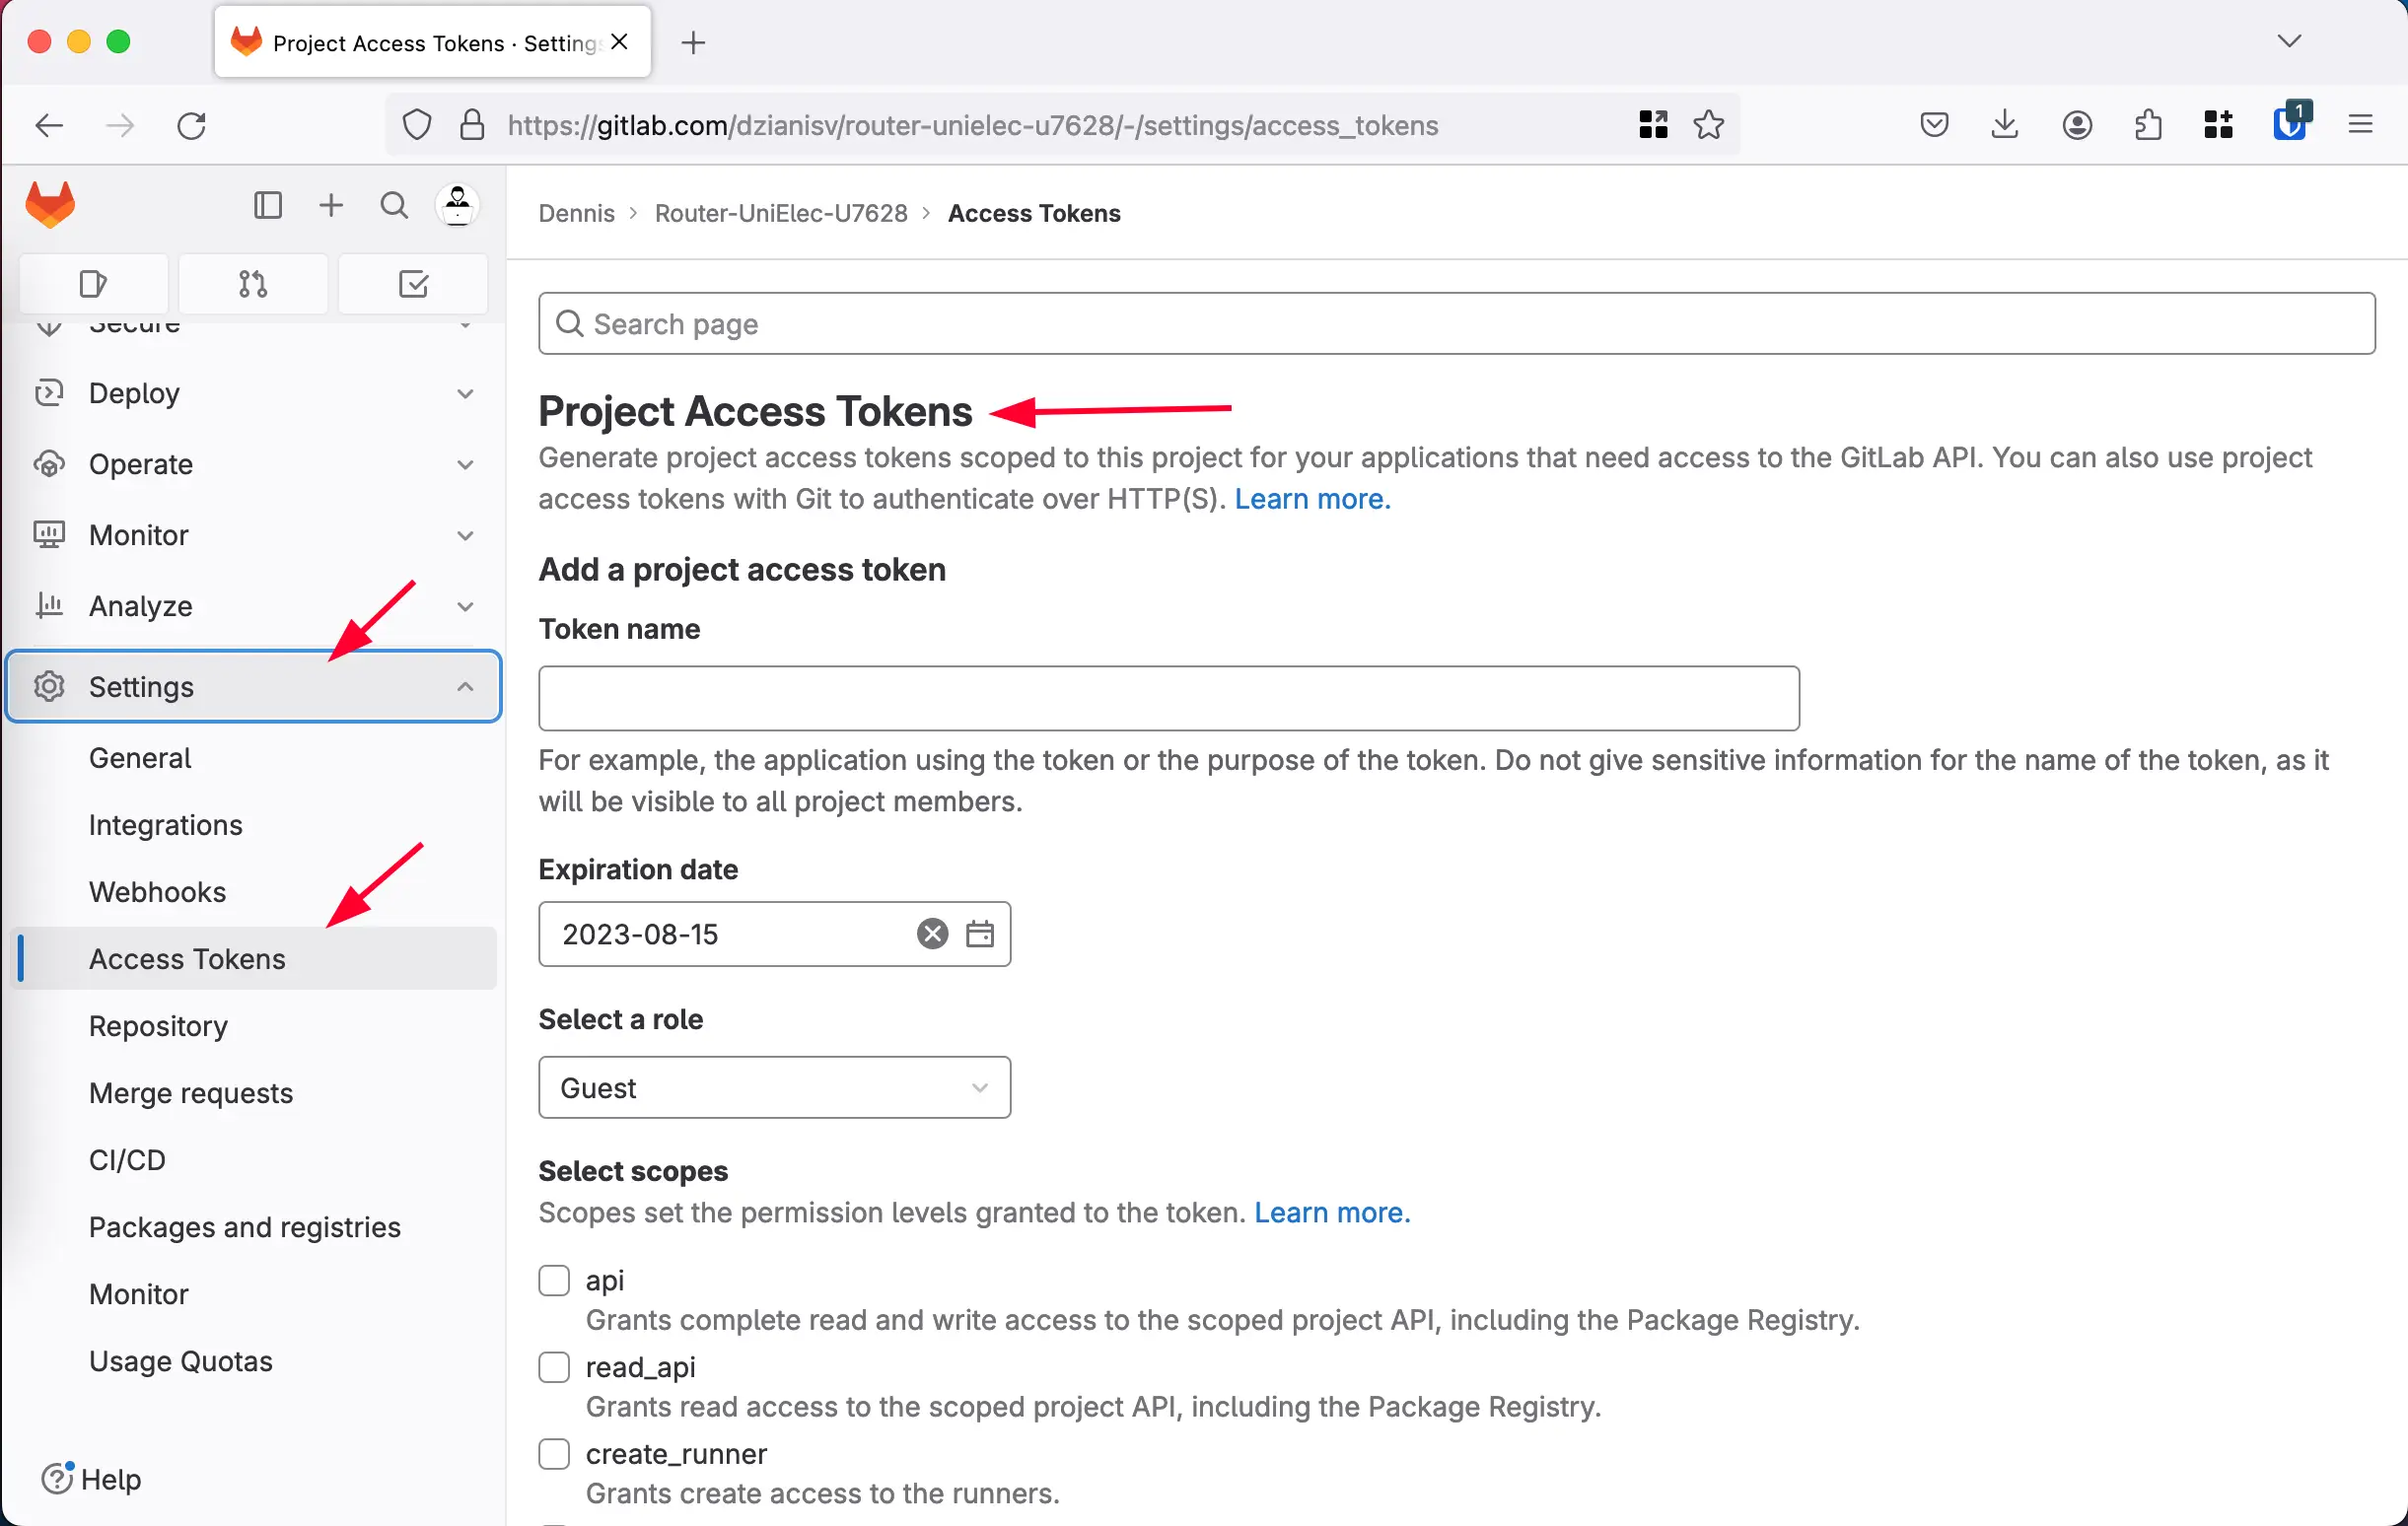 Project Access Tokens · Setting
https://gitlab.com/dzianisv/router-unielec-u7628/-/settings/access_tokens
1
Dennis > Router-UniElec-U7628 > Access Tokens
Secure
Deploy
Operate
Monitor
Analyze
Settings
General
Integrations
Webhooks
Access Tokens
Repository
Merge requests
CI/CD
Packages and registries
Monitor
Usage Quotas
Help
Search page
Project Access Tokens
Generate project access tokens scoped to this project for your applications that need access to the GitLab API. You can also use project
access tokens with Git to authenticate over HTTP(S). Learn more.
Add a project access token
Token name
For example, the application using the token or the purpose of the token. Do not give sensitive information for the name of the token, as it
will be visible to all project members.
Expiration date
2023-08-15
Select a role
Guest
Select scopes
Scopes set the permission levels granted to the token. Learn more.
api
Grants complete read and write access to the scoped project API, including the Package Registry.
read_api
Grants read access to the scoped project API, including the Package Registry.
create_runner
Grants create access to the runners.